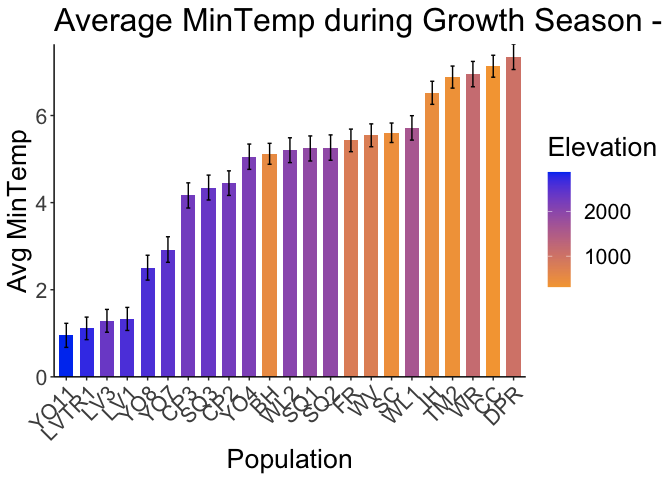 Average MinTemp during Growth Season -
Avg MinTemp
6
4
2
0
YO11
LVTR1
LV3
LV1
YO8
YO7
CP3
SQ3
CP2
YO4
BH
WL2
SQ1
SQ2
FR
WV
SC
WL1
IH
TM2
WR
CC
DPR
Population
Elevation
2000
1000